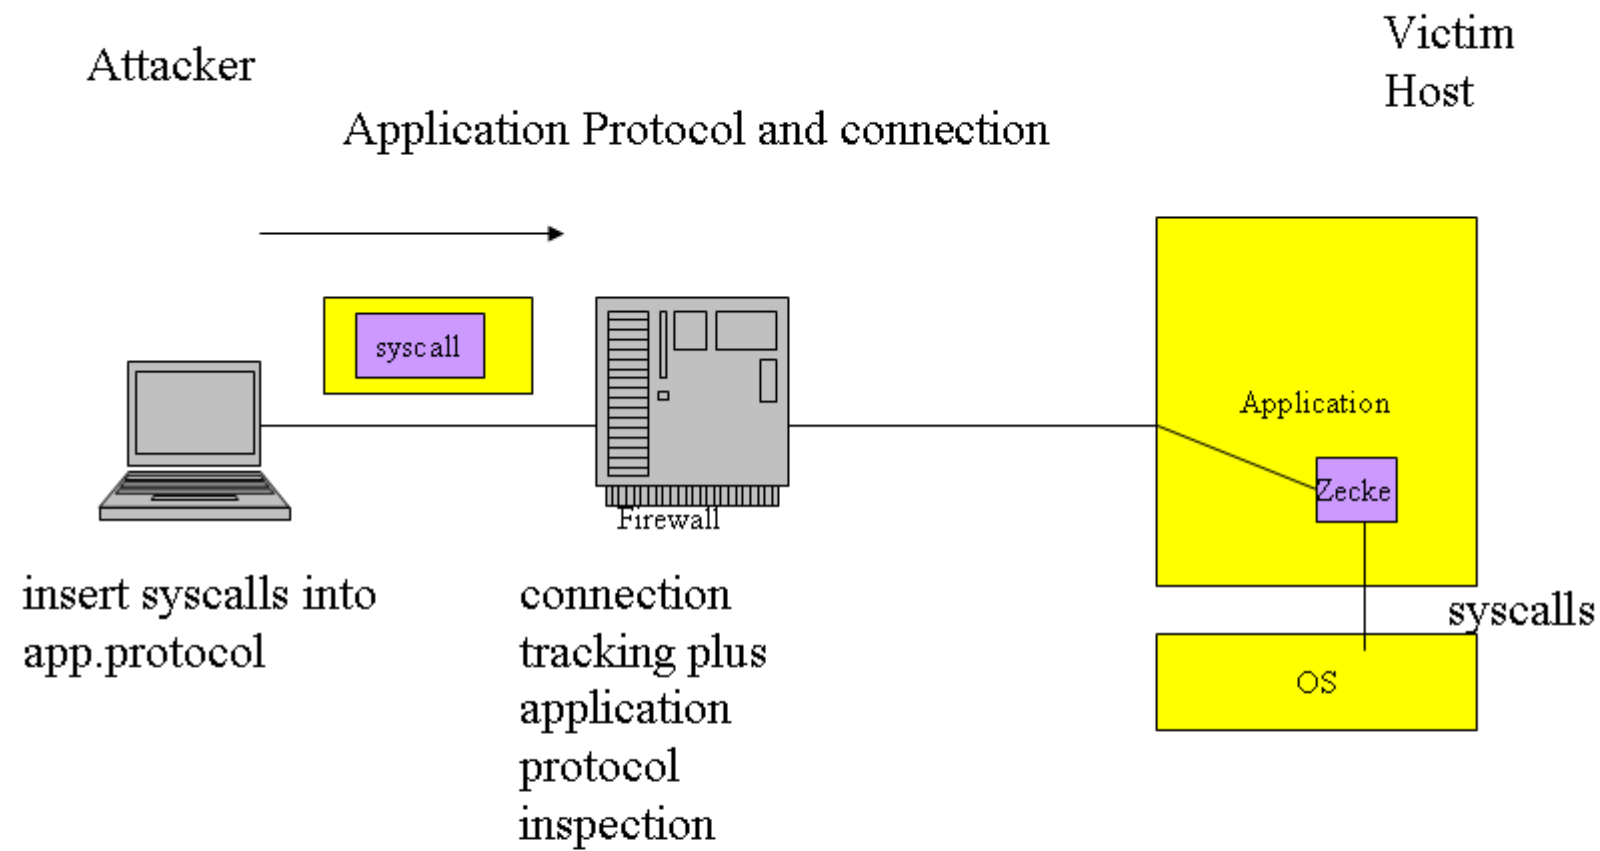 Attacker
Victim
Host
Application Protocol and connection
syscall
Application
Zecke
Firewall
insert syscalls into
app.protocol
connection
tracking plus
application
protocol
inspection
syscalls
OS